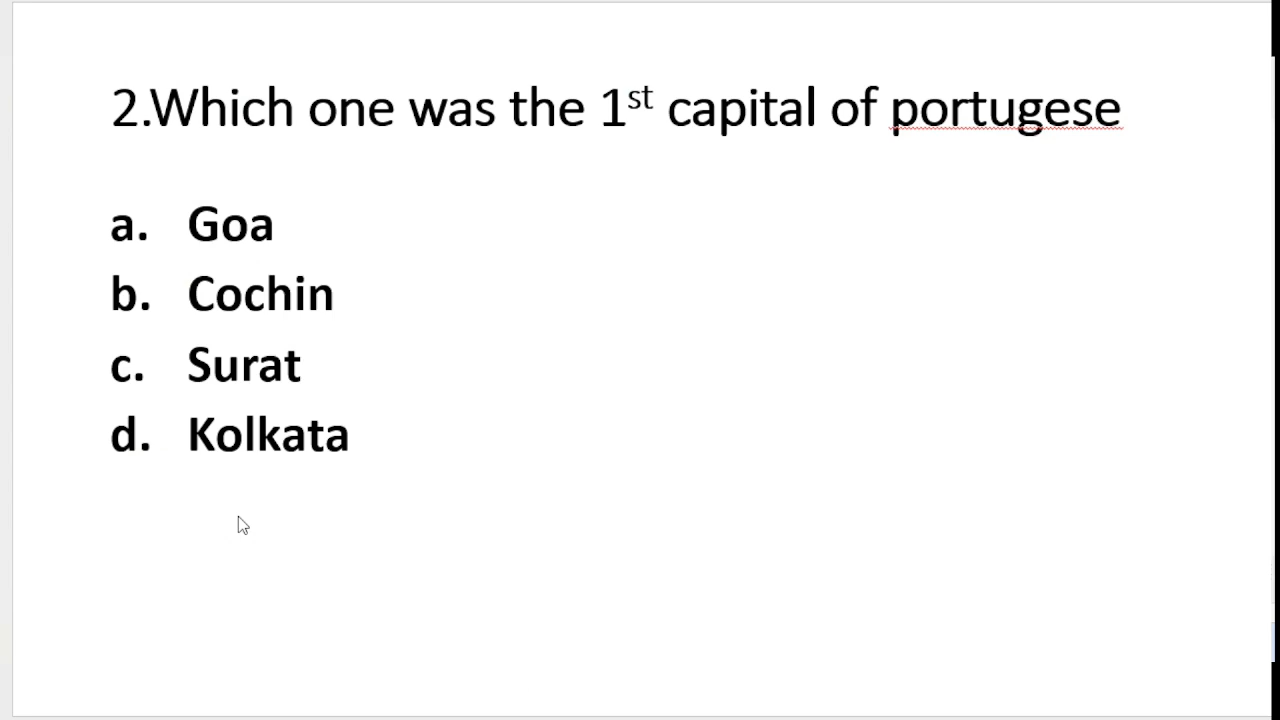 2.Which one was the 1st capital of portugese
a. Goa
b. Cochin
c. Surat
d. Kolkata